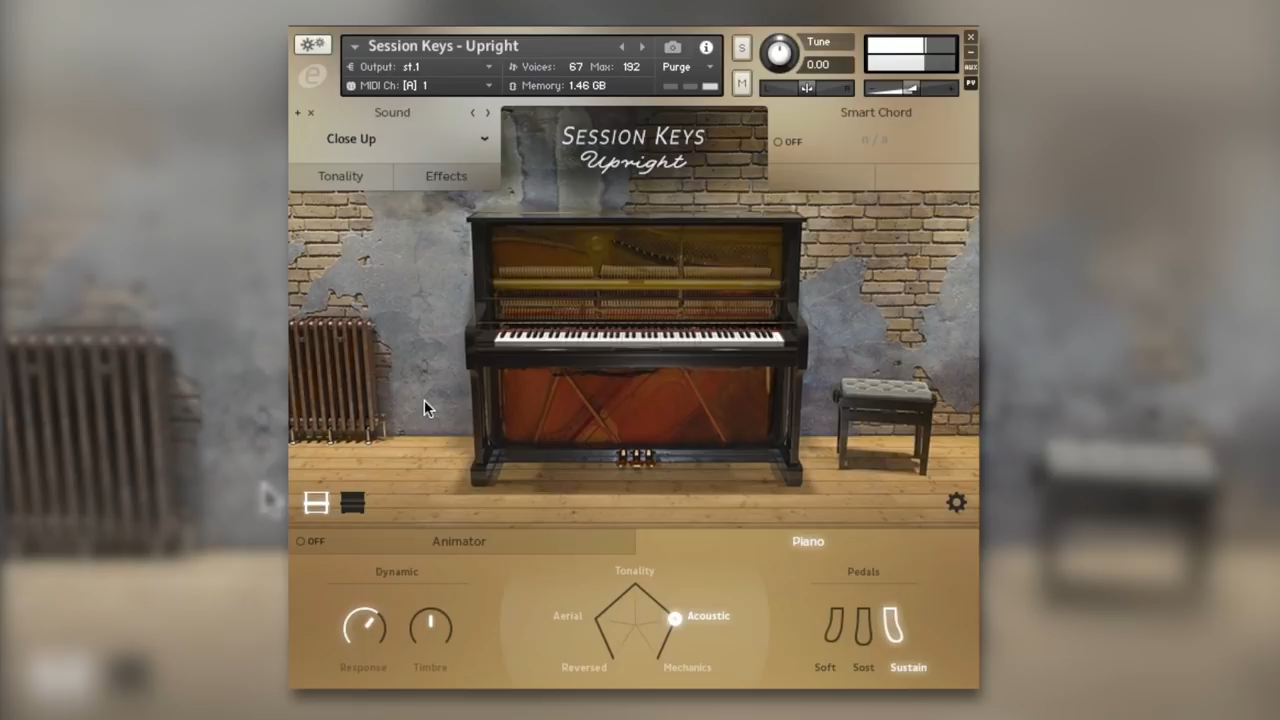 Session Keys - Upright
Output: st.1
Voices: 67 Max: 192
Purge
MIDI Ch: [A] 1
Memory: 1.46 GB
S
M
Tune
0.00
L
R
AUX
PV
e
Sound
Close Up
Tonality
Effects
SESSION KEYS
Upright
Smart Chord
OFF
n / a
OFF
Animator
Piano
Dynamic
Response
Timbre
Tonality
Aerial
Acoustic
Reversed
Mechanics
Pedals
Soft
Sost
Sustain